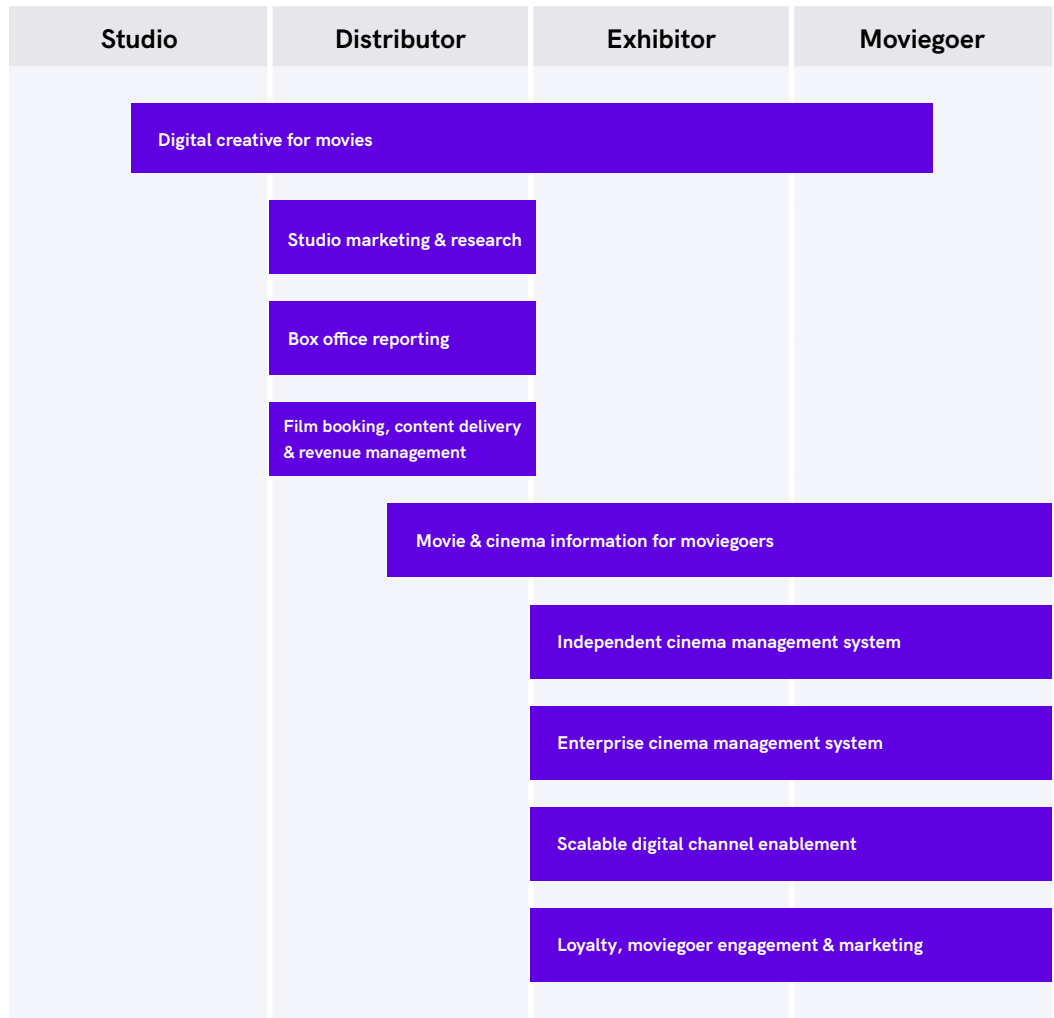 Studio
Distributor
Exhibitor
Moviegoer
Digital creative for movies
Studio marketing & research
Box office reporting
Film booking, content delivery
& revenue management
Movie & cinema information for moviegoers
Independent cinema management system
Enterprise cinema management system
Scalable digital channel enablement
Loyalty, moviegoer engagement & marketing